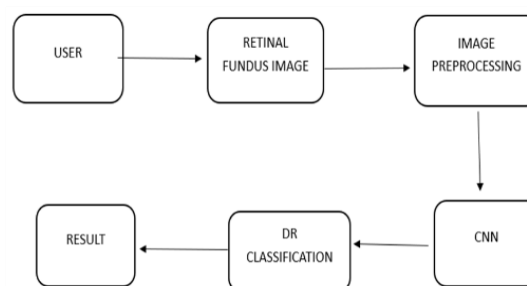 USER
RETINAL
FUNDUS IMAGE
IMAGE
PREPROCESSING
CNN
DR
CLASSIFICATION
RESULT